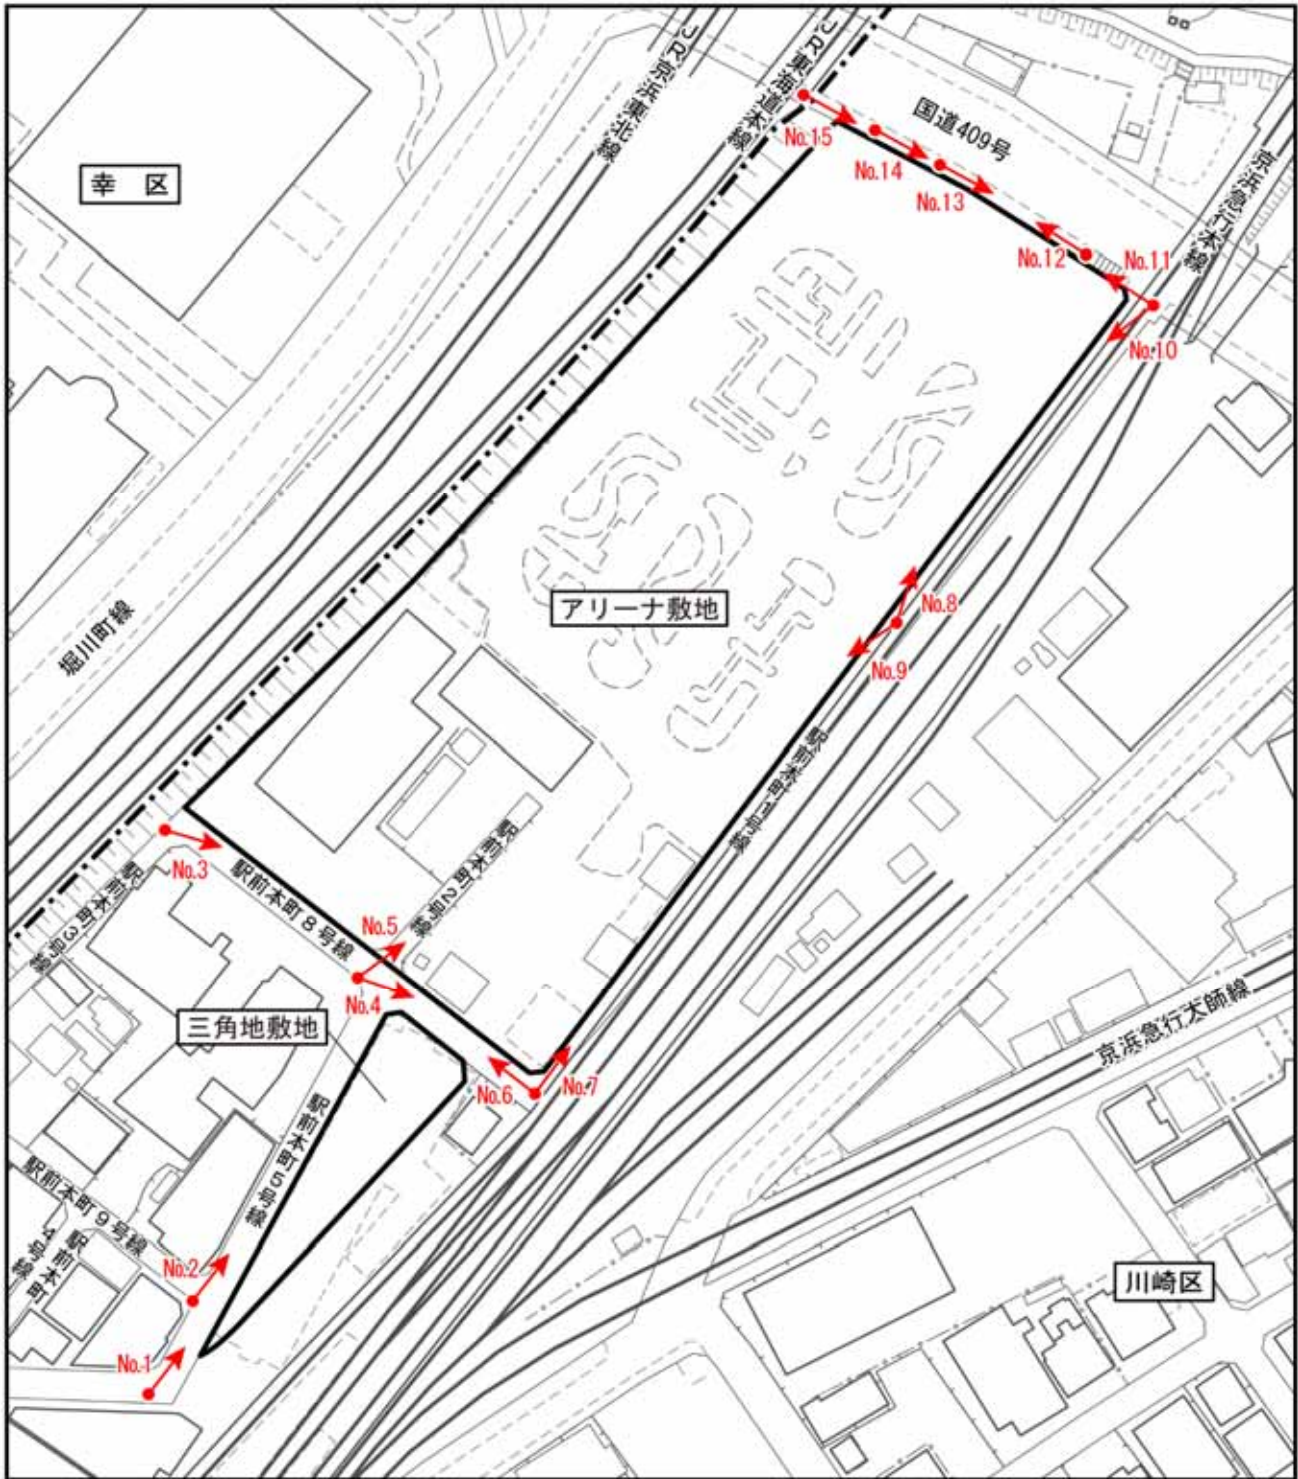 JR京浜東北線
JR東海道本線
国道409号
京浜急行本線
幸　区
No.15
No.14
No.13
No.12
No.11
No.10
アリーナ敷地
No.8
No.9
堀川町線
駅前本町11号線
駅前本町2号線
No.3
駅前本町8号線
駅前本町3号線
No.5
No.4
三角地敷地
京浜急行大師線
No.6
No.7
駅前本町5号線
駅前本町9号線
駅前本町4号線
No.2
川崎区
No.1